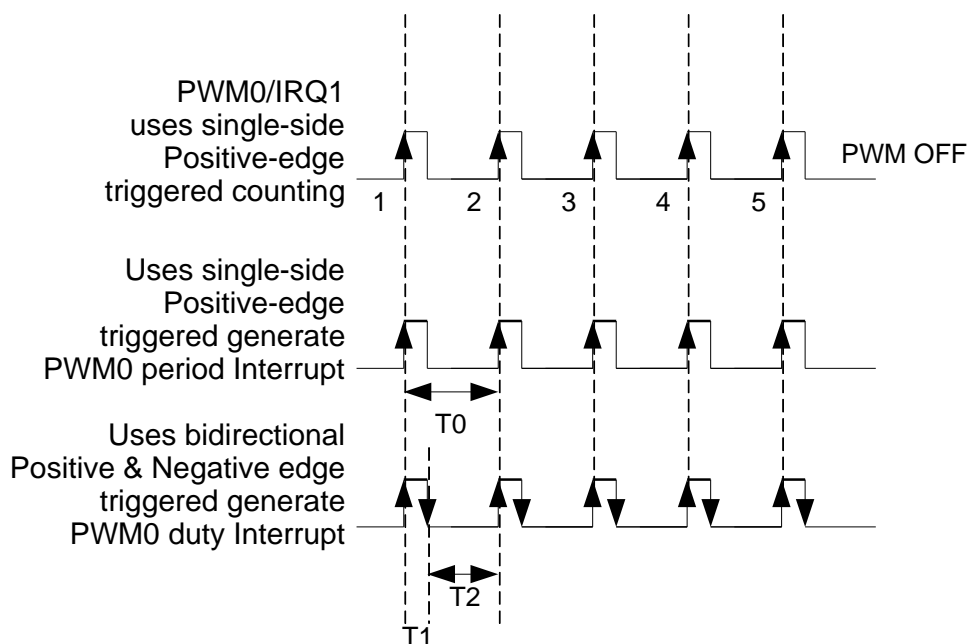 PWM0/IRQ1
uses single-side
Positive-edge
triggered counting
PWM OFF
1 2 3 4 5
Uses single-side
Positive-edge
triggered generate
PWM0 period Interrupt
T0
Uses bidirectional
Positive & Negative edge
triggered generate
PWM0 duty Interrupt
T2
T1